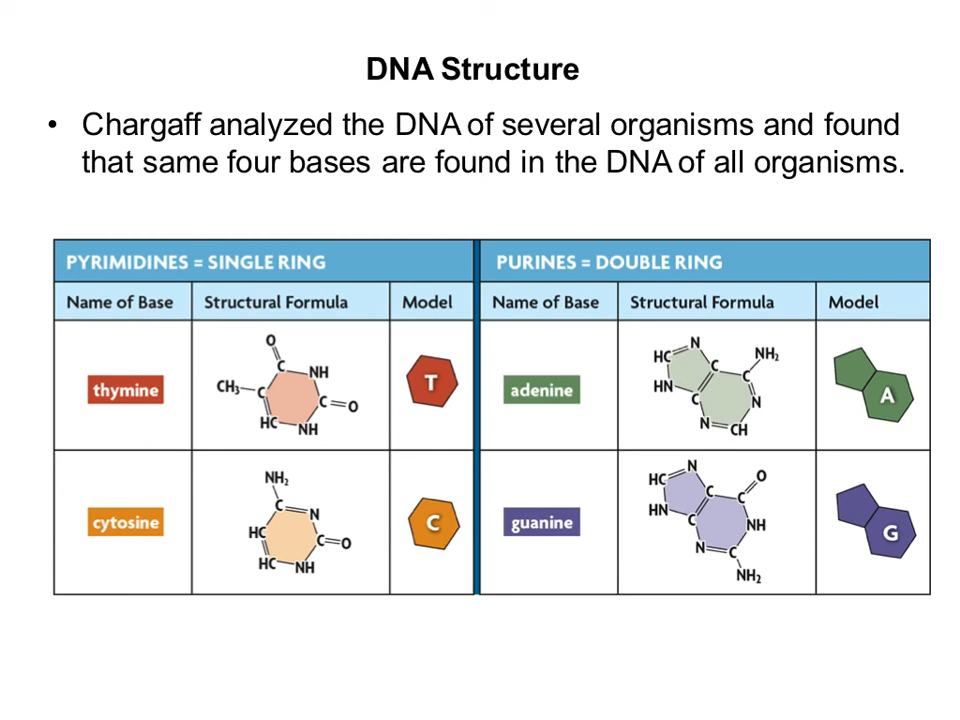 DNA Structure
• Chargaff analyzed the DNA of several organisms and found
that same four bases are found in the DNA of all organisms.
PYRIMIDINES = SINGLE RING
PURINES = DOUBLE RING
Name of Base
Structural Formula
Model
Name of Base
Structural Formula
Model
thymine
O
C
NH
CH₃
C
C
O
HC
NH
T
adenine
HC
N
C
NH₂
C
HN
C
N
N
CH
A
cytosine
NH₂
C
N
HC
C
O
HC
NH
C
guanine
HC
N
C
O
C
HN
C
NH
N
C
NH₂
G